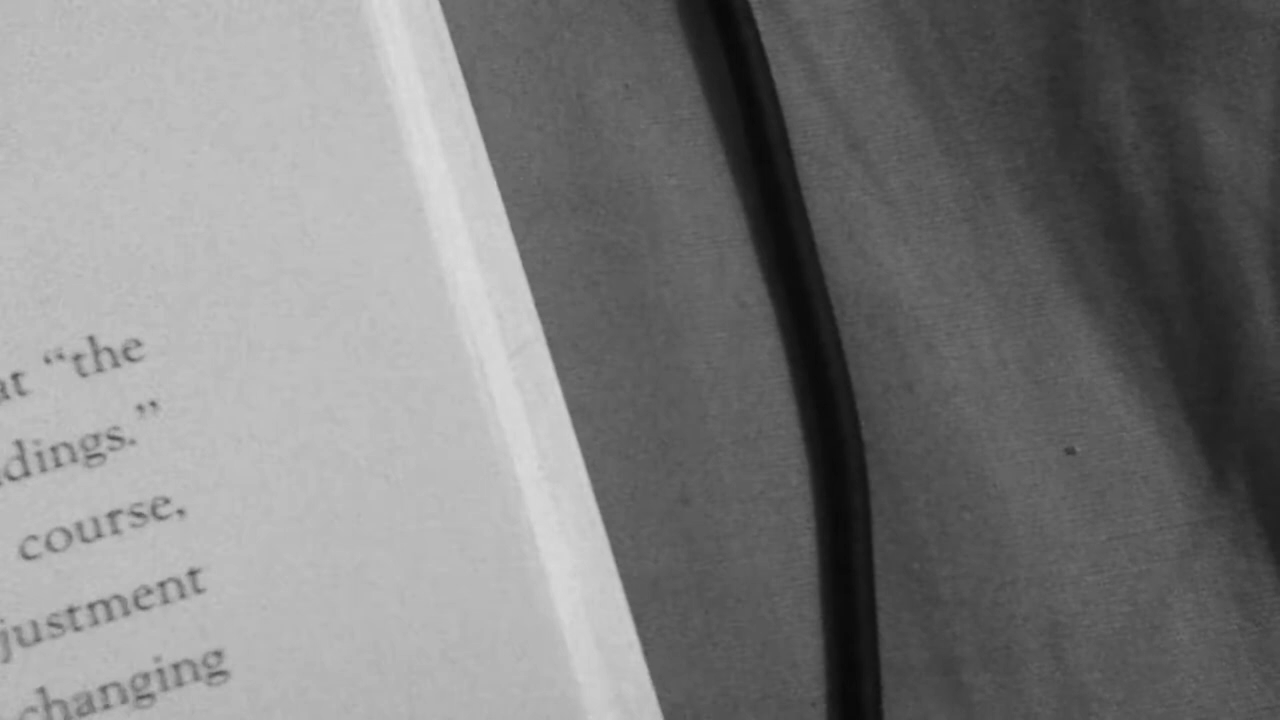 at “the
dings.”
course,
justment
changing